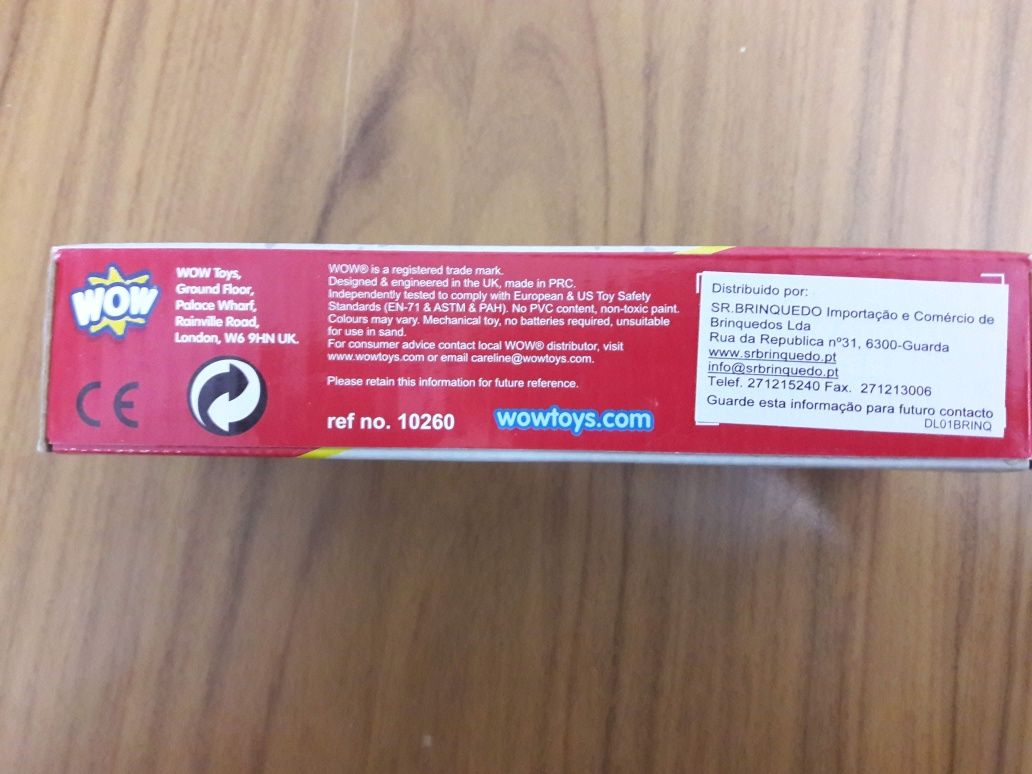 WOW
WOW Toys,
Ground Floor,
Palace Wharf,
Rainville Road,
London, W6 9HN UK.
CE
WOW® is a registered trade mark.
Designed & engineered in the UK, made in PRC.
Independently tested to comply with European & US Toy Safety
Standards (EN-71 & ASTM & PAH). No PVC content, non-toxic paint.
Colours may vary. Mechanical toy, no batteries required, unsuitable
for use in sand.
For consumer advice contact local WOW® distributor, visit
www.wowtoys.com or email careline@wowtoys.com.
Please retain this information for future reference.
ref no. 10260
wowtoys.com
Distribuido por:
SR.BRINQUEDO Importação e Comércio de
Brinquedos Lda
Rua da Republica nº31, 6300-Guarda
www.srbrinquedo.pt
info@srbrinquedo.pt
Telef. 271215240 Fax. 271213006
Guarde esta informação para futuro contacto
DL01BRINQ